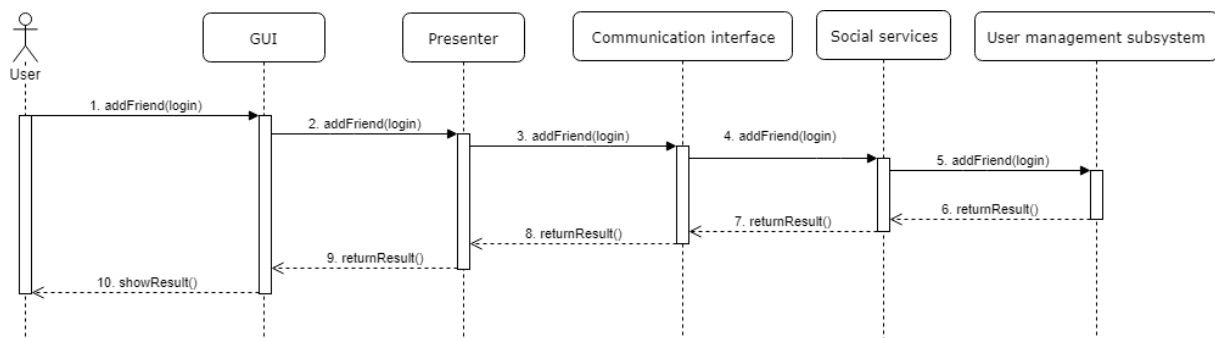 User
GUI
Presenter
Communication interface
Social services
User management subsystem
1. addFriend(login)
2. addFriend(login)
3. addFriend(login)
4. addFriend(login)
5. addFriend(login)
6. returnResult()
7. returnResult()
8. returnResult()
9. returnResult()
10. showResult()